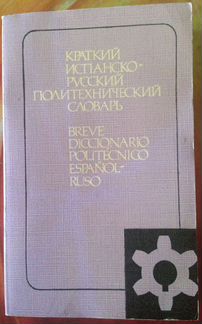 КРАТКИЙ
ИСПАНСКО-
РУССКИЙ
ПОЛИТЕХНИЧЕСКИЙ
СЛОВАРЬ
BREVE
DICCIONARIO
POLITÉCNICO
ESPAÑOL-
RUSO